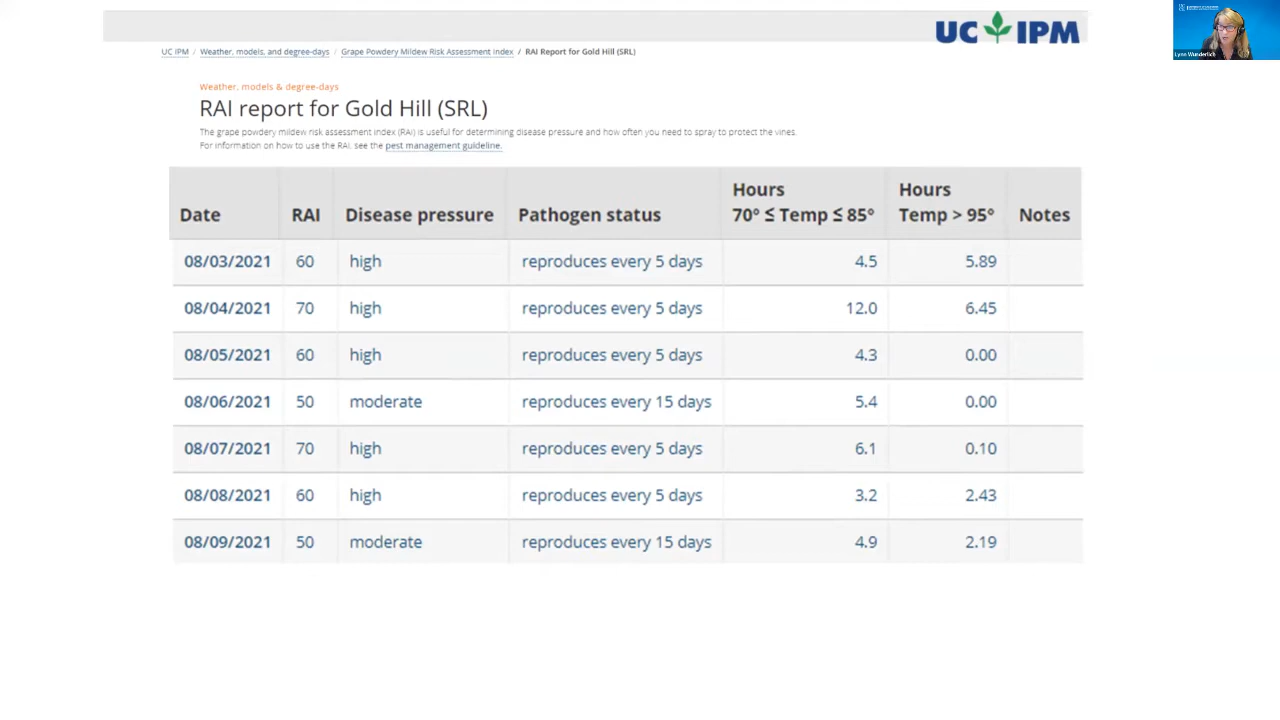 UC IPM
UC IPM / Weather, models, and degree-days / Grape Powdery Mildew Risk Assessment Index / RAI Report for Gold Hill (SRL)
Weather, models & degree-days
RAI report for Gold Hill (SRL)
The grape powdery mildew risk assessment index (RAI) is useful for determining disease pressure and how often you need to spray to protect the vines.
For information on how to use the RAI, see the pest management guideline.
Date RAI Disease pressure Pathogen status Hours 70° ≤ Temp ≤ 85° Hours Temp > 95° Notes
08/03/2021 60 high reproduces every 5 days 4.5 5.89
08/04/2021 70 high reproduces every 5 days 12.0 6.45
08/05/2021 60 high reproduces every 5 days 4.3 0.00
08/06/2021 50 moderate reproduces every 15 days 5.4 0.00
08/07/2021 70 high reproduces every 5 days 6.1 0.10
08/08/2021 60 high reproduces every 5 days 3.2 2.43
08/09/2021 50 moderate reproduces every 15 days 4.9 2.19
Lynn Wunderlich